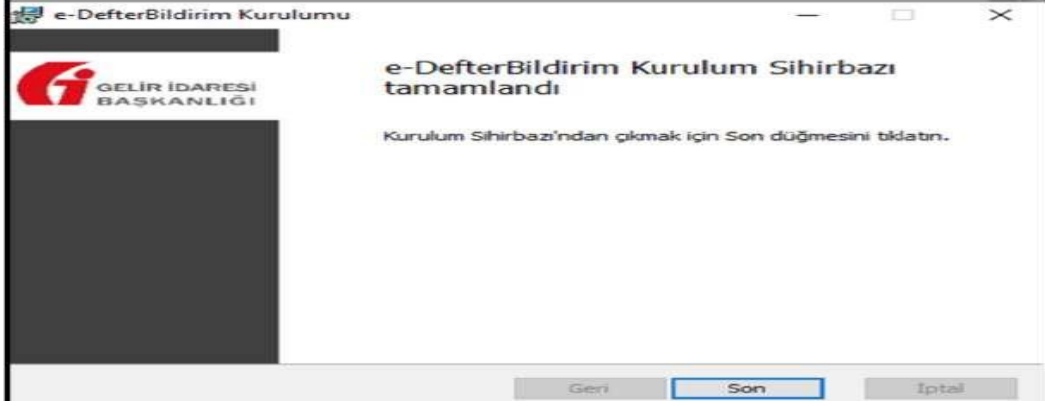 e-DefterBildirim Kurulumu
GELİR İDARESİ
BAŞKANLIĞI
e-DefterBildirim Kurulum Sihirbazı
tamamlandı
Kurulum Sihirbazı'ndan çıkmak için Son düğmesini tıklatın.
Geri Son İptal